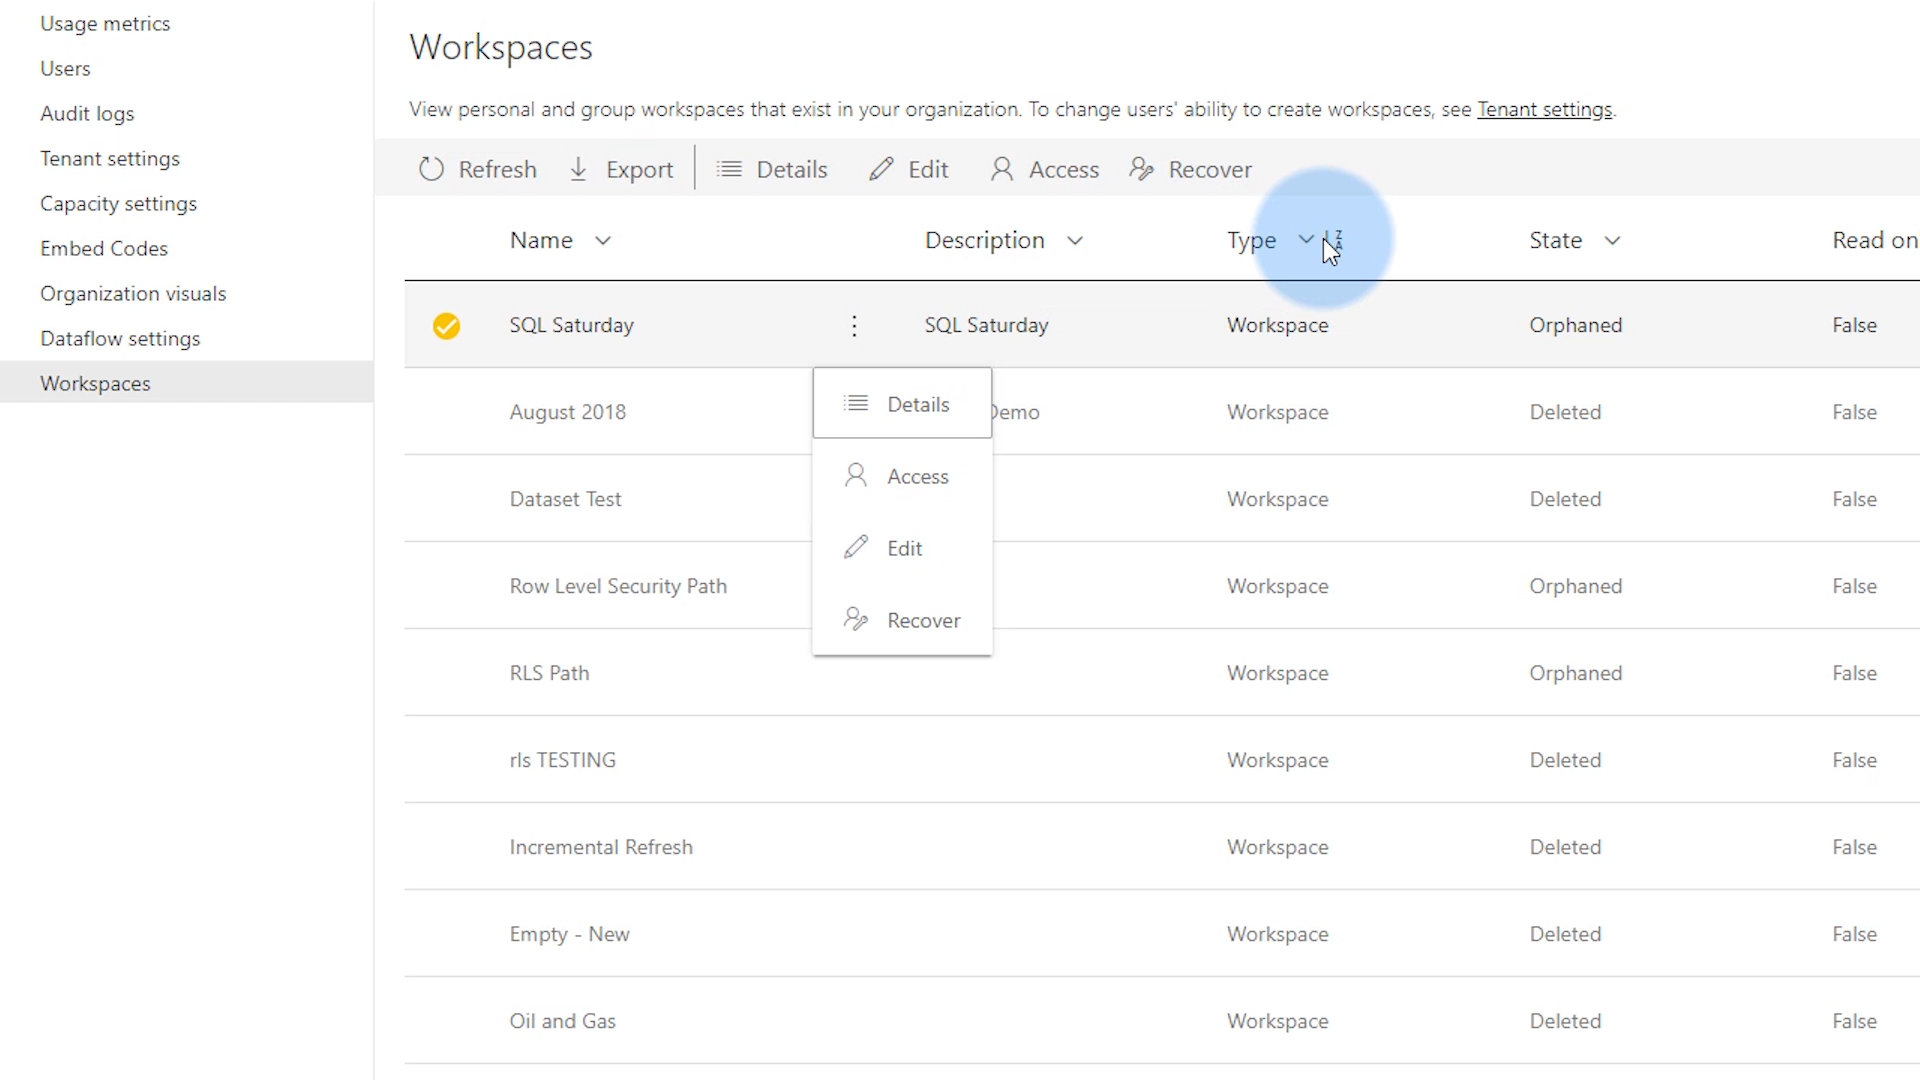 Usage metrics
Users
Audit logs
Tenant settings
Capacity settings
Embed Codes
Organization visuals
Dataflow settings
Workspaces
Workspaces
View personal and group workspaces that exist in your organization. To change users' ability to create workspaces, see Tenant settings.
Refresh Export Details Edit Access Recover
Name Description Type State Read on
SQL Saturday SQL Saturday Workspace Orphaned False
August 2018 Demo Workspace Deleted False
Dataset Test Workspace Deleted False
Row Level Security Path Workspace Orphaned False
RLS Path Workspace Orphaned False
rls TESTING Workspace Deleted False
Incremental Refresh Workspace Deleted False
Empty - New Workspace Deleted False
Oil and Gas Workspace Deleted False
Details
Access
Edit
Recover